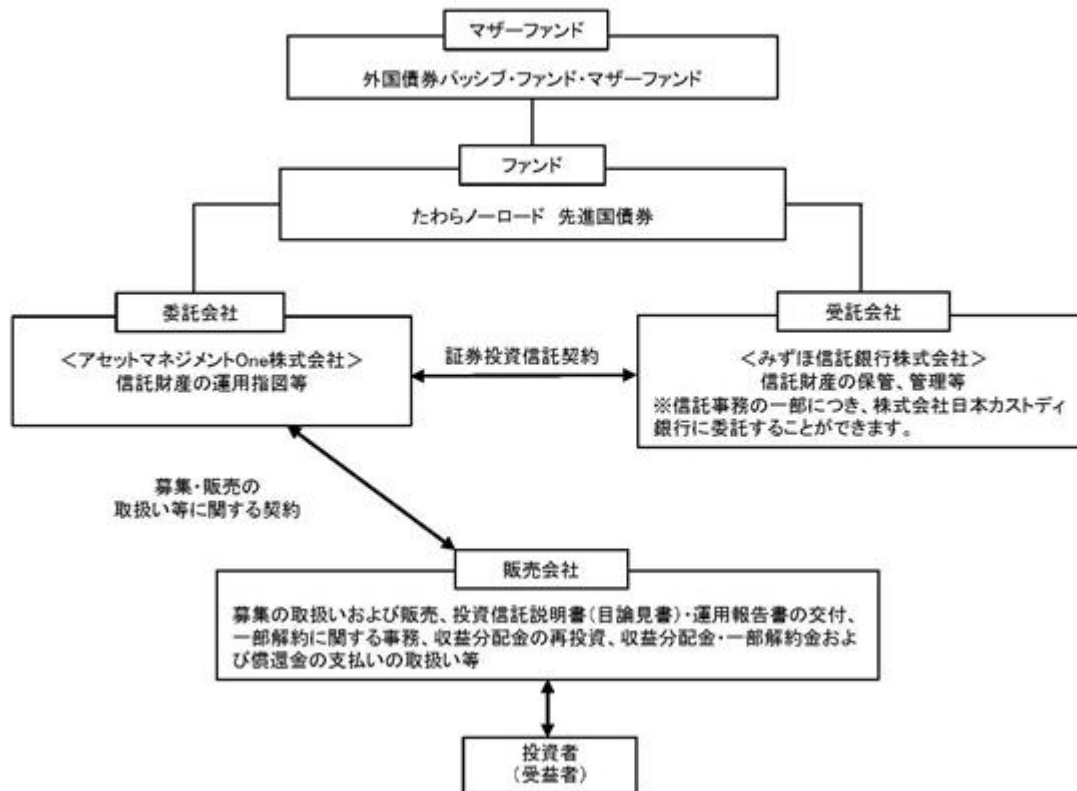 マザーファンド
外国債券パッシブ・ファンド・マザーファンド
ファンド
たわらノーロード 先進国債券
委託会社
＜アセットマネジメントOne株式会社＞
信託財産の運用指図等
証券投資信託契約
受託会社
＜みずほ信託銀行株式会社＞
信託財産の保管、管理等
※信託事務の一部につき、株式会社日本カストディ
銀行に委託することができます。
募集・販売の
取扱い等に関する契約
販売会社
募集の取扱いおよび販売、投資信託説明書(目論見書)・運用報告書の交付、
一部解約に関する事務、収益分配金の再投資、収益分配金・一部解約金およ
び償還金の支払いの取扱い等
投資者
（受益者）